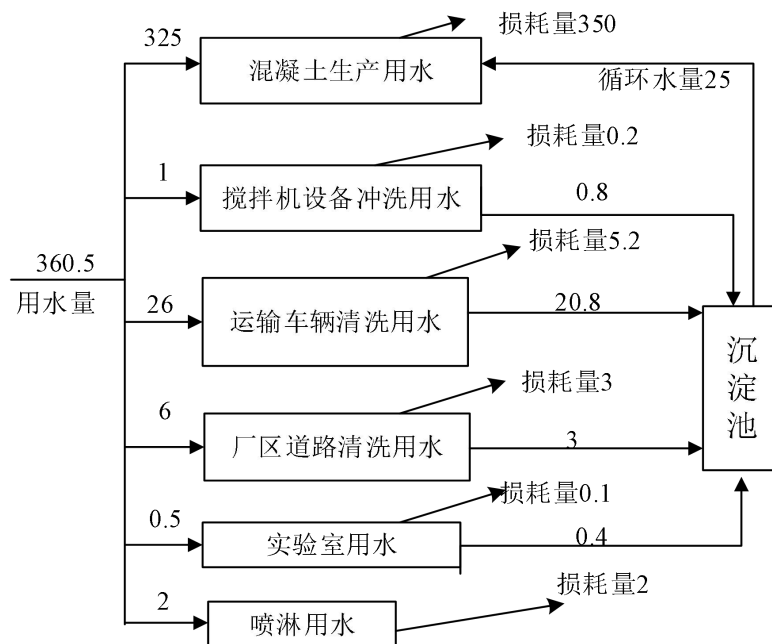 325
损耗量350
混凝土生产用水
循环水量25
1
损耗量0.2
搅拌机设备冲洗用水
0.8
360.5
用水量
26
损耗量5.2
运输车辆清洗用水
20.8
沉淀池
6
损耗量3
厂区道路清洗用水
3
0.5
损耗量0.1
实验室用水
0.4
2
损耗量2
喷淋用水